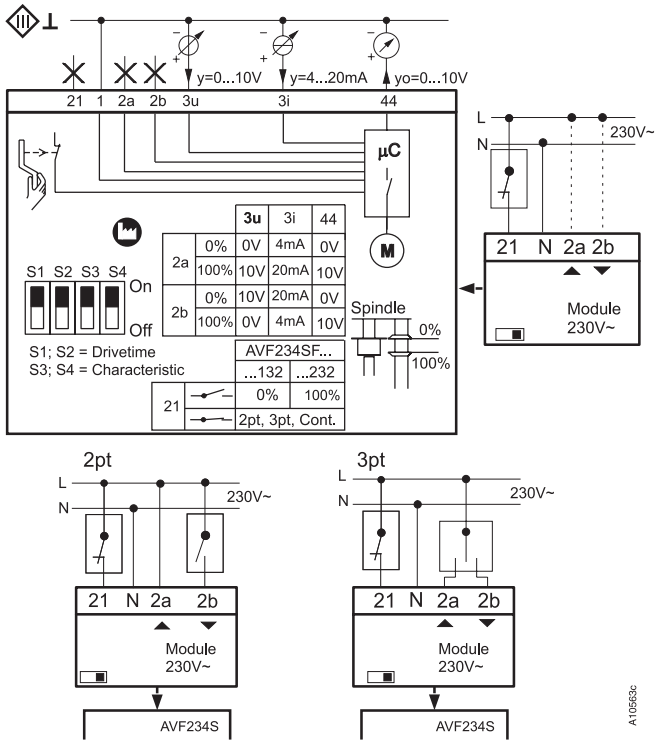 III
y=0...10V y=4...20mA yo=0...10V
21 1 2a 2b 3u 3i 44
μC
M
3u 3i 44
2a 0% 0V 4mA 0V
100% 10V 20mA 10V
2b 0% 10V 20mA 0V
100% 0V 4mA 10V
S1 S2 S3 S4
On
Off
S1; S2 = Drivetime
S3; S4 = Characteristic
Spindle
0%
100%
AVF234SF...
...132 ...232
21 0% 100%
2pt, 3pt, Cont.
L
N
230V~
21 N 2a 2b
Module
230V~
2pt
L
N
230V~
21 N 2a 2b
Module
230V~
AVF234S
3pt
L
N
230V~
21 N 2a 2b
Module
230V~
AVF234S
A10563c